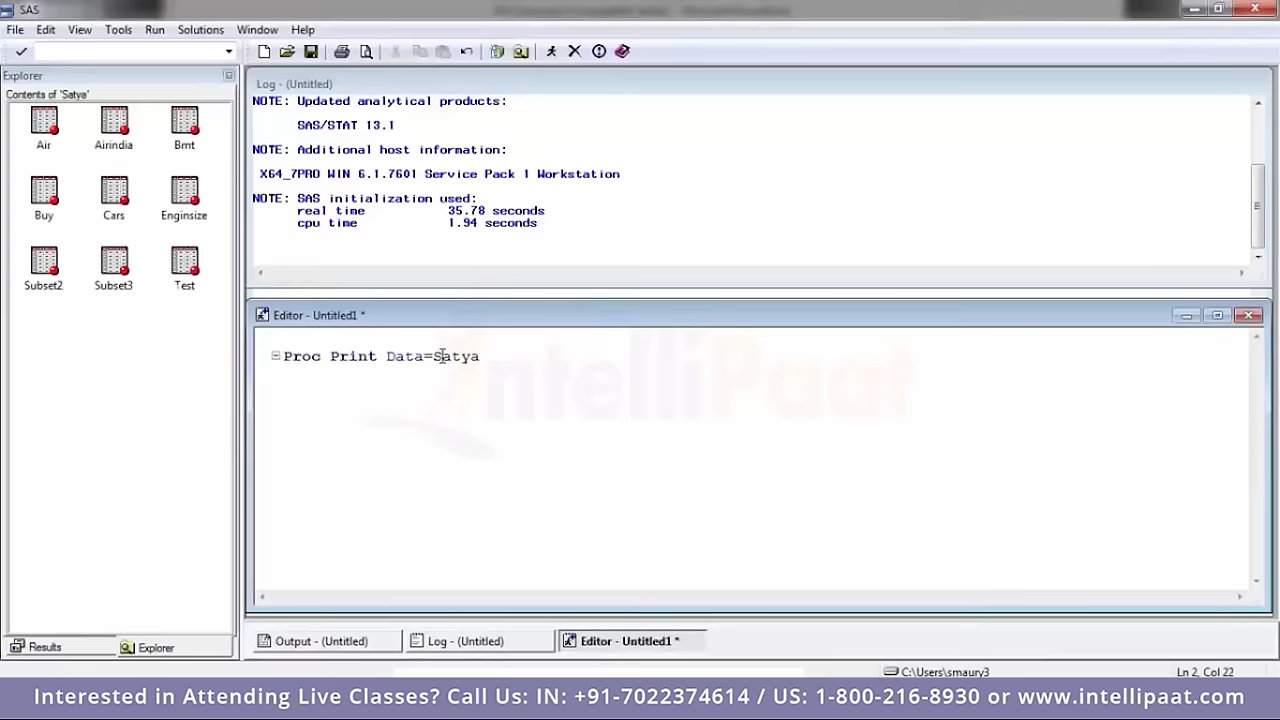 SAS
File Edit View Tools Run Solutions Window Help
Explorer
Contents of 'Satya'
Air Airindia Bmt
Buy Cars Enginsize
Subset2 Subset3 Test
Results Explorer
Log - (Untitled)
NOTE: Updated analytical products:
SAS/STAT 13.1
NOTE: Additional host information:
X64_7PRO WIN 6.1.7601 Service Pack 1 Workstation
NOTE: SAS initialization used:
real time 35.78 seconds
cpu time 1.94 seconds
Editor - Untitled1 *
Proc Print Data=Satya
IntelliPaat
Output - (Untitled) Log - (Untitled) Editor - Untitled1 *
C:\Users\smaury3 Ln 2, Col 22
Interested in Attending Live Classes? Call Us: IN: +91-7022374614 / US: 1-800-216-8930 or www.intellipaat.com